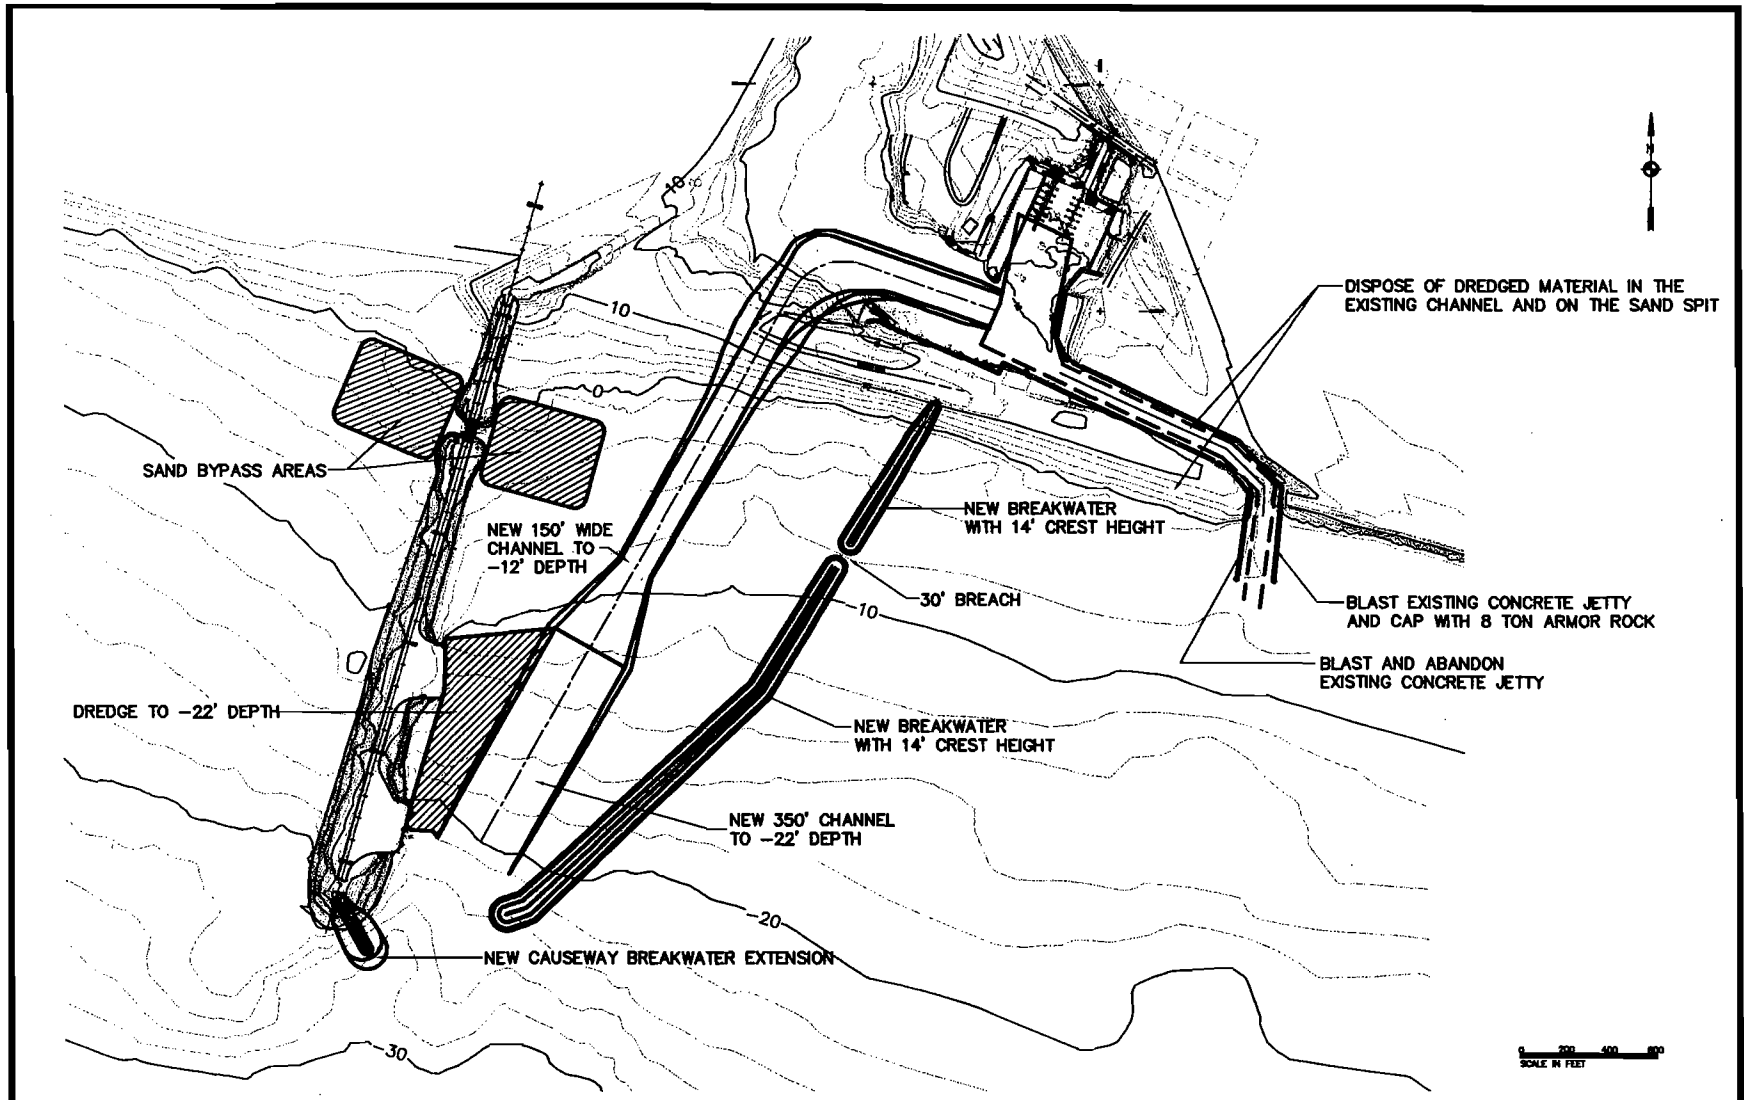 N
10
DISPOSE OF DREDGED MATERIAL IN THE
EXISTING CHANNEL AND ON THE SAND SPIT
10
0
SAND BYPASS AREAS
NEW BREAKWATER
WITH 14' CREST HEIGHT
NEW 150' WIDE
CHANNEL TO
-12' DEPTH
30' BREACH
-10
BLAST EXISTING CONCRETE JETTY
AND CAP WITH 8 TON ARMOR ROCK
BLAST AND ABANDON
EXISTING CONCRETE JETTY
DREDGE TO -22' DEPTH
NEW BREAKWATER
WITH 14' CREST HEIGHT
NEW 350' CHANNEL
TO -22' DEPTH
-20
NEW CAUSEWAY BREAKWATER EXTENSION
-30
0 200 400 600
SCALE IN FEET